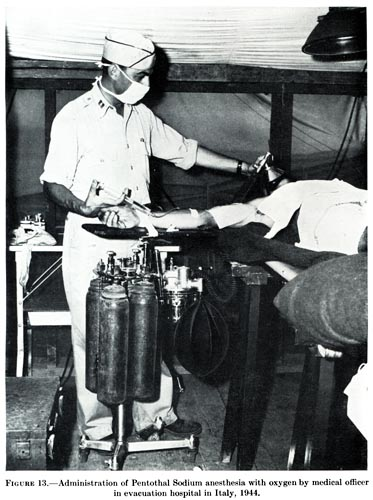 FIGURE 13.—Administration of Pentothal Sodium anesthesia with oxygen by medical officer
in evacuation hospital in Italy, 1944.